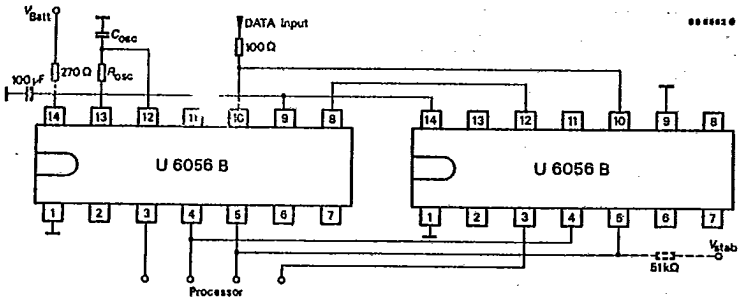 VBatt
Cosc
DATA Input
100 Ω
270 Ω
Rosc
100 µF
14 13 12 11 10 9 8
14 13 12 11 10 9 8
U 6056 B
U 6056 B
1 2 3 4 5 6 7
1 2 3 4 5 6 7
Vstab
51kΩ
Processor